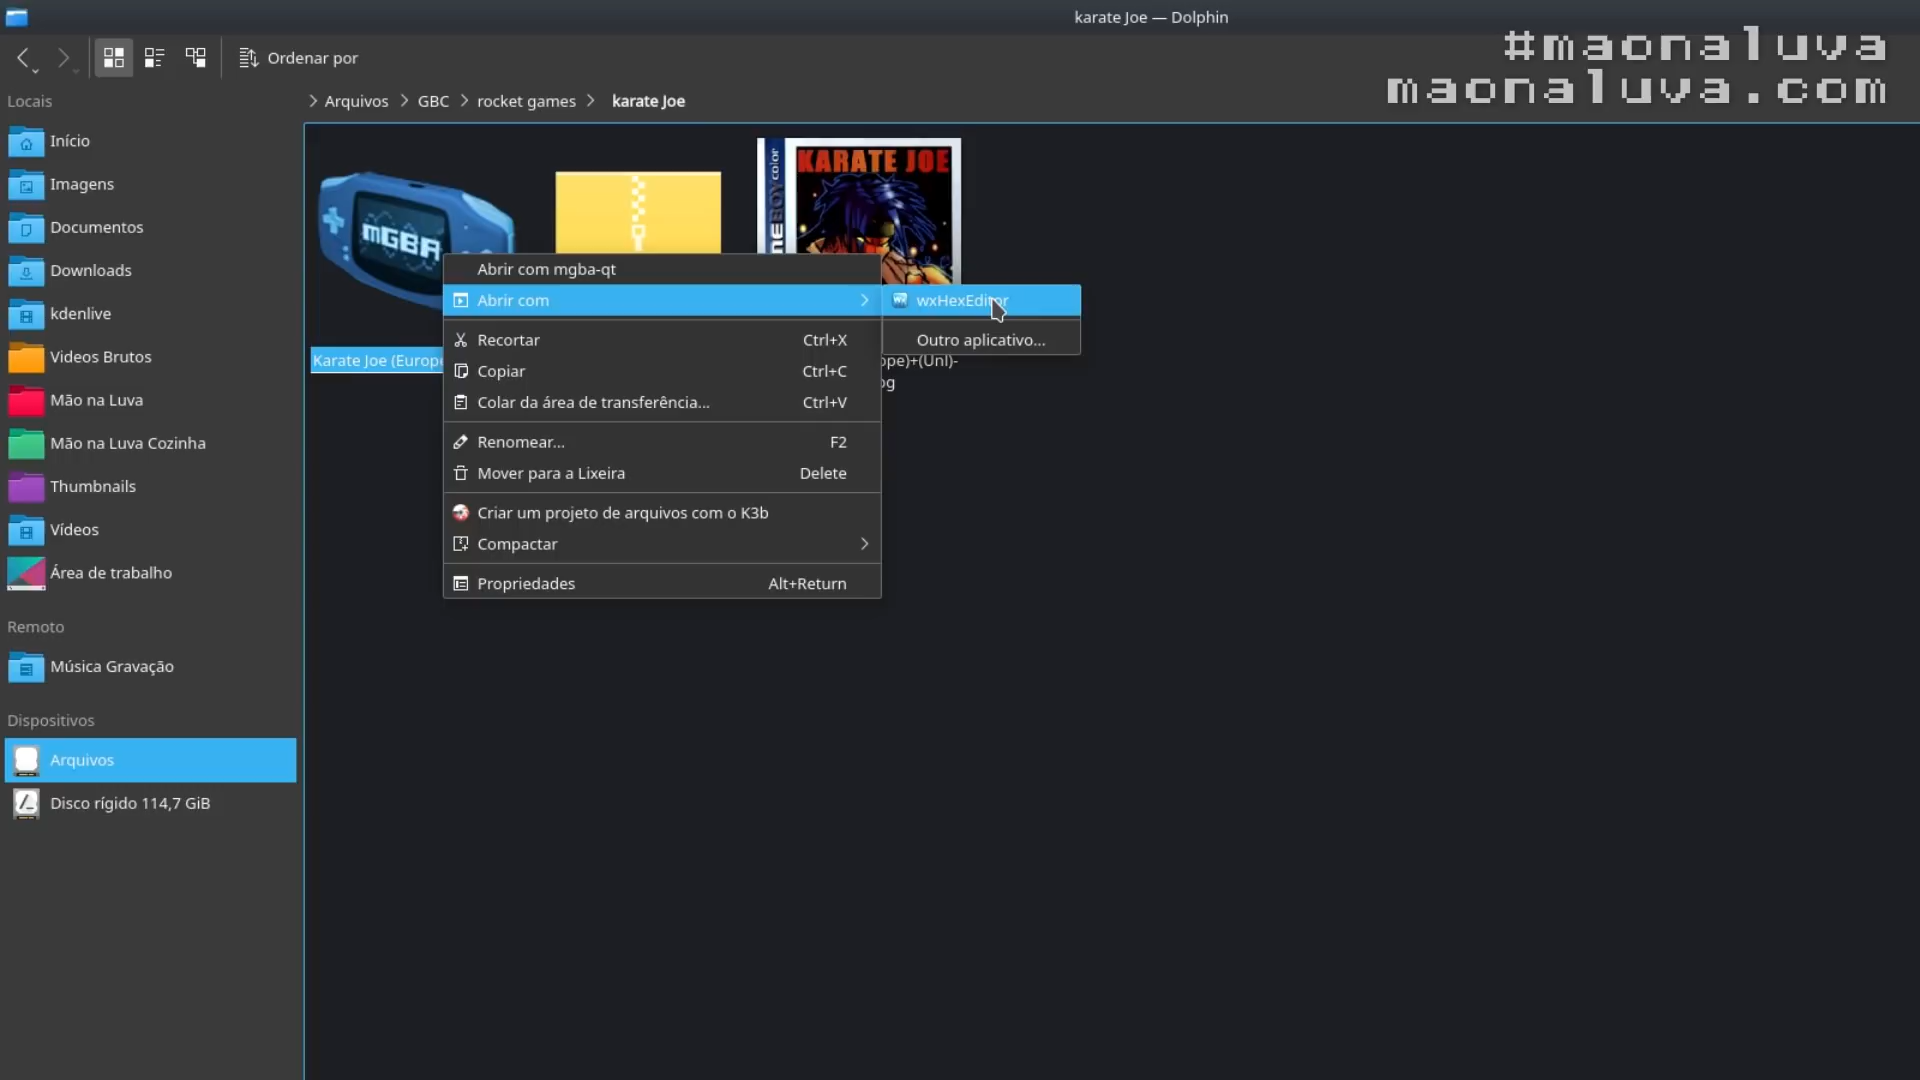 karate Joe — Dolphin
#maonaluva
maonaluva.com
Ordenar por
Arquivos
GBC
rocket games
karate Joe
Locais
Início
Imagens
Documentos
Downloads
kdenlive
Videos Brutos
Mão na Luva
Mão na Luva Cozinha
Thumbnails
Vídeos
Área de trabalho
Remoto
Música Gravação
Dispositivos
Arquivos
Disco rígido 114,7 GiB
mGBA
color
KARATE JOE
Karate Joe (Europe
Abrir com mgba-qt
Abrir com
Recortar Ctrl+X
Copiar Ctrl+C
Colar da área de transferência... Ctrl+V
Renomear... F2
Mover para a Lixeira Delete
Criar um projeto de arquivos com o K3b
Compactar
Propriedades Alt+Return
wxHexEditor
Outro aplicativo...